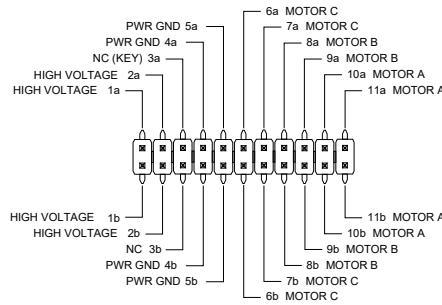 6a MOTOR C
PWR GND 5a
7a MOTOR C
PWR GND 4a
8a MOTOR B
NC (KEY) 3a
9a MOTOR B
HIGH VOLTAGE 2a
10a MOTOR A
HIGH VOLTAGE 1a
11a MOTOR A
HIGH VOLTAGE 1b
11b MOTOR A
HIGH VOLTAGE 2b
10b MOTOR A
NC 3b
9b MOTOR B
PWR GND 4b
8b MOTOR B
PWR GND 5b
7b MOTOR C
6b MOTOR C